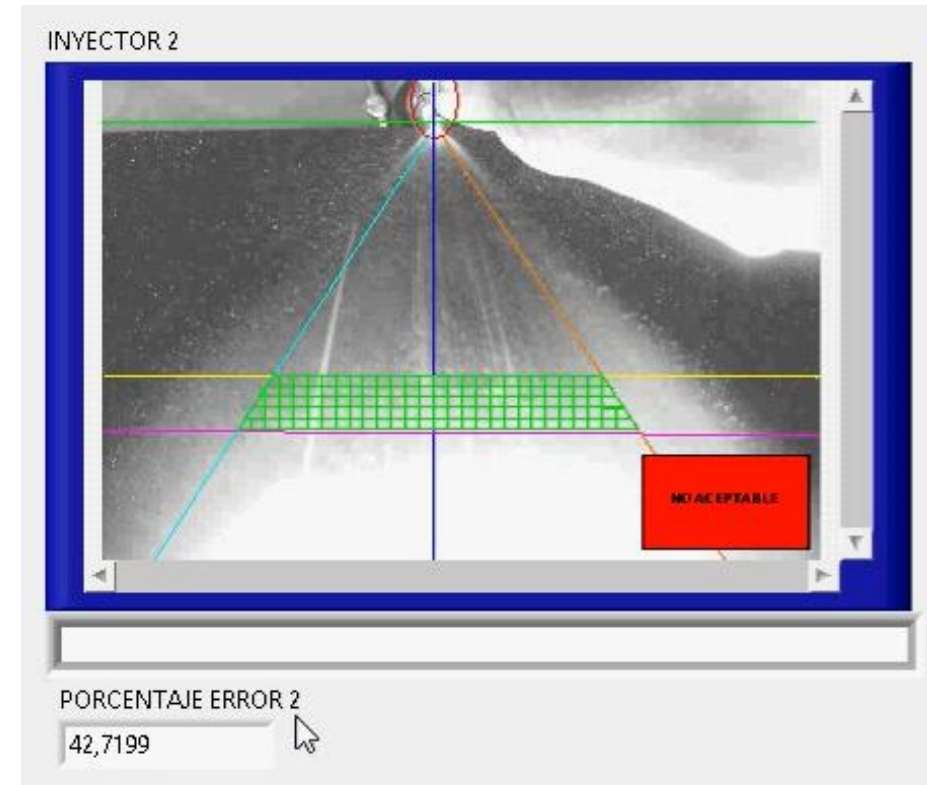 INYECTOR 2
NO ACEPTABLE
PORCENTAJE ERROR 2
42,7199